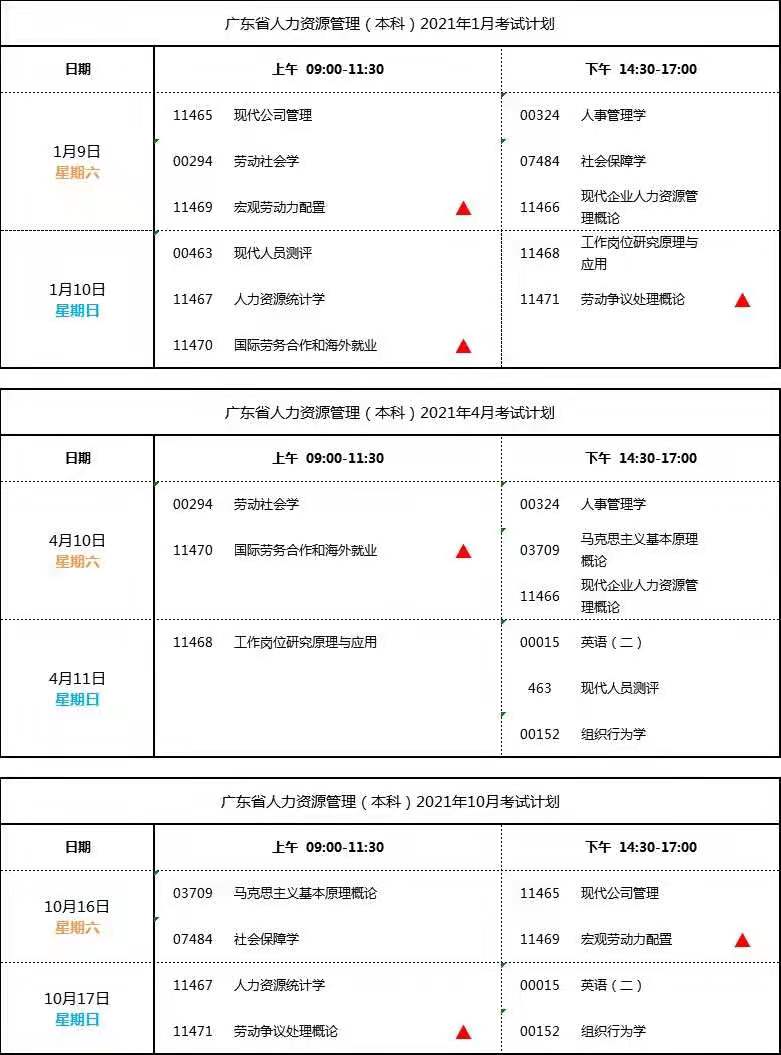 广东省人力资源管理（本科）2021年1月考试计划
日期 上午 09:00-11:30 下午 14:30-17:00
1月9日
星期六
11465 现代公司管理
00294 劳动社会学
11469 宏观劳动力配置
00324 人事管理学
07484 社会保障学
11466 现代企业人力资源管
理概论
1月10日
星期日
00463 现代人员测评
11467 人力资源统计学
11470 国际劳务合作和海外就业
11468 工作岗位研究原理与
应用
11471 劳动争议处理概论
广东省人力资源管理（本科）2021年4月考试计划
日期 上午 09:00-11:30 下午 14:30-17:00
4月10日
星期六
00294 劳动社会学
11470 国际劳务合作和海外就业
00324 人事管理学
03709 马克思主义基本原理
概论
11466 现代企业人力资源管
理概论
4月11日
星期日
11468 工作岗位研究原理与应用
00015 英语（二）
463 现代人员测评
00152 组织行为学
广东省人力资源管理（本科）2021年10月考试计划
日期 上午 09:00-11:30 下午 14:30-17:00
10月16日
星期六
03709 马克思主义基本原理概论
07484 社会保障学
11465 现代公司管理
11469 宏观劳动力配置
10月17日
星期日
11467 人力资源统计学
11471 劳动争议处理概论
00015 英语（二）
00152 组织行为学